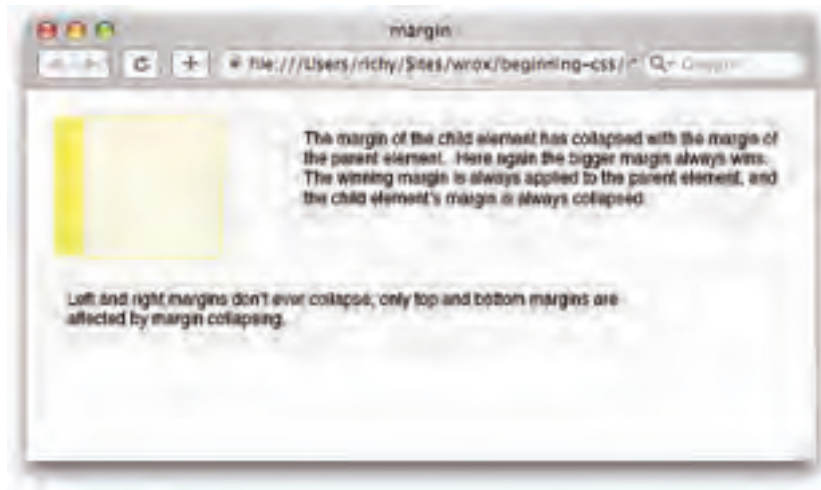 margin
file:///Users/richy/Sites/wrox/beginning-css/
The margin of the child element has collapsed with the margin of
the parent element. Here again the bigger margin always wins.
The winning margin is always applied to the parent element, and
the child element's margin is always collapsed.
Left and right margins don't ever collapse, only top and bottom margins are
affected by margin collapsing.